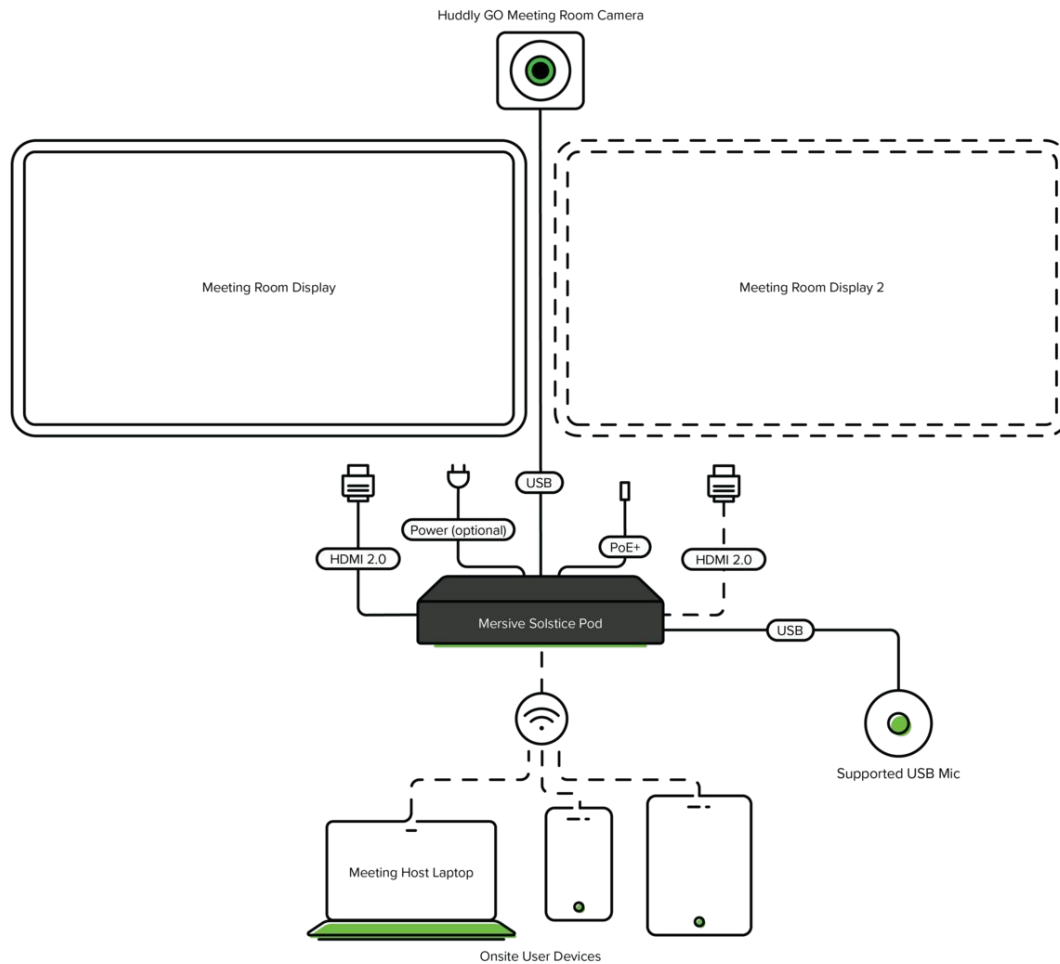 Huddly GO Meeting Room Camera
Meeting Room Display
Meeting Room Display 2
USB
Power (optional)
PoE+
HDMI 2.0
HDMI 2.0
Mersive Solstice Pod
USB
Supported USB Mic
Meeting Host Laptop
Onsite User Devices